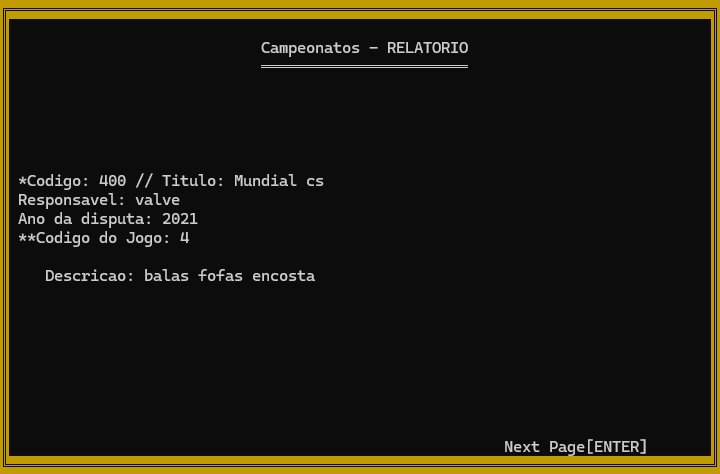 Campeonatos - RELATORIO
*Codigo: 400 // Titulo: Mundial cs
Responsavel: valve
Ano da disputa: 2021
**Codigo do Jogo: 4
Descricao: balas fofas encosta
Next Page[ENTER]